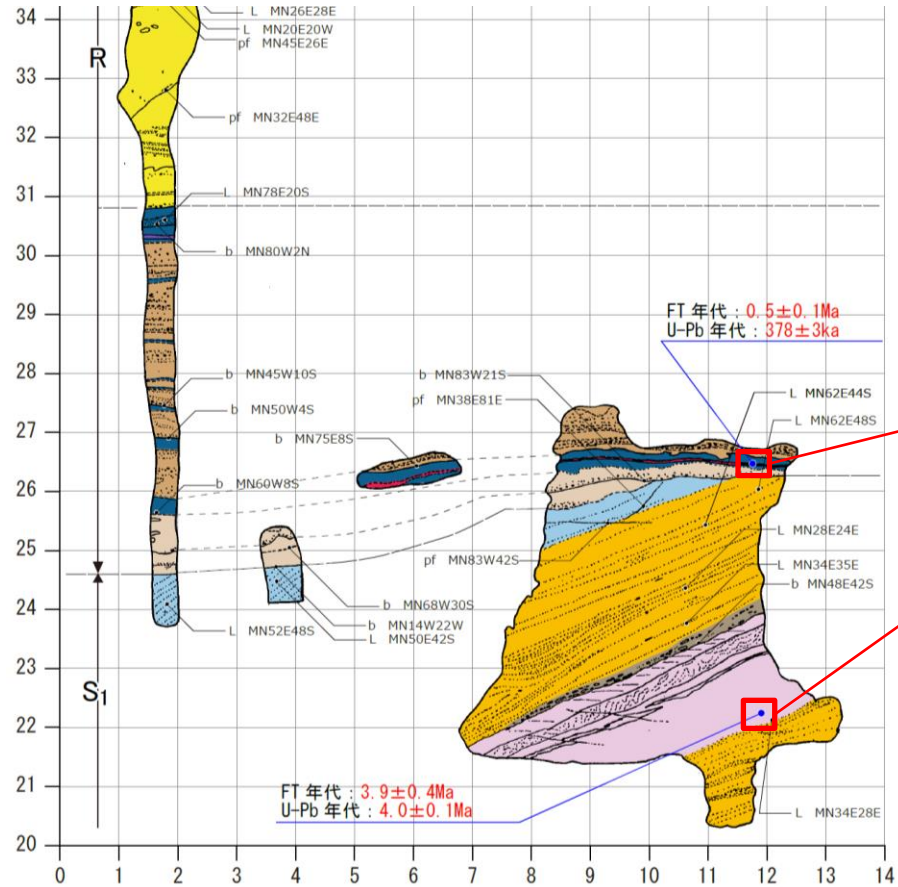 34
L MN26E28E
L MN20E20W
pf MN45E26E
R
33
pf MN32E48E
32
31
L MN78E20S
30
b MN80W2N
29
FT 年代：0.5±0.1Ma
U-Pb 年代：378±3ka
28
b MN45W10S
b MN83W21S
L MN62E44S
pf MN38E81E
27
b MN50W4S
L MN62E48S
b MN75E8S
26
b MN60W8S
25
L MN28E24E
pf MN83W42S
L MN34E35E
b MN48E42S
24
b MN68W30S
L MN52E48S
b MN14W22W
L MN50E42S
23
S1
22
21
FT 年代：3.9±0.4Ma
U-Pb 年代：4.0±0.1Ma
L MN34E28E
20
0 1 2 3 4 5 6 7 8 9 10 11 12 13 14